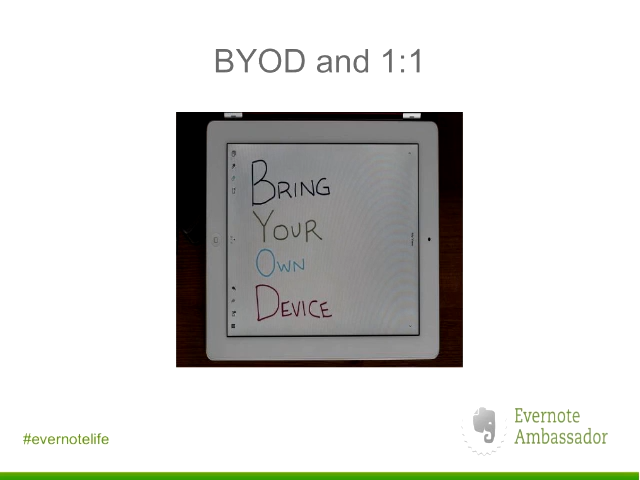 BYOD and 1:1
BRING
YOUR
OWN
DEVICE
#evernotelife
Evernote
Ambassador